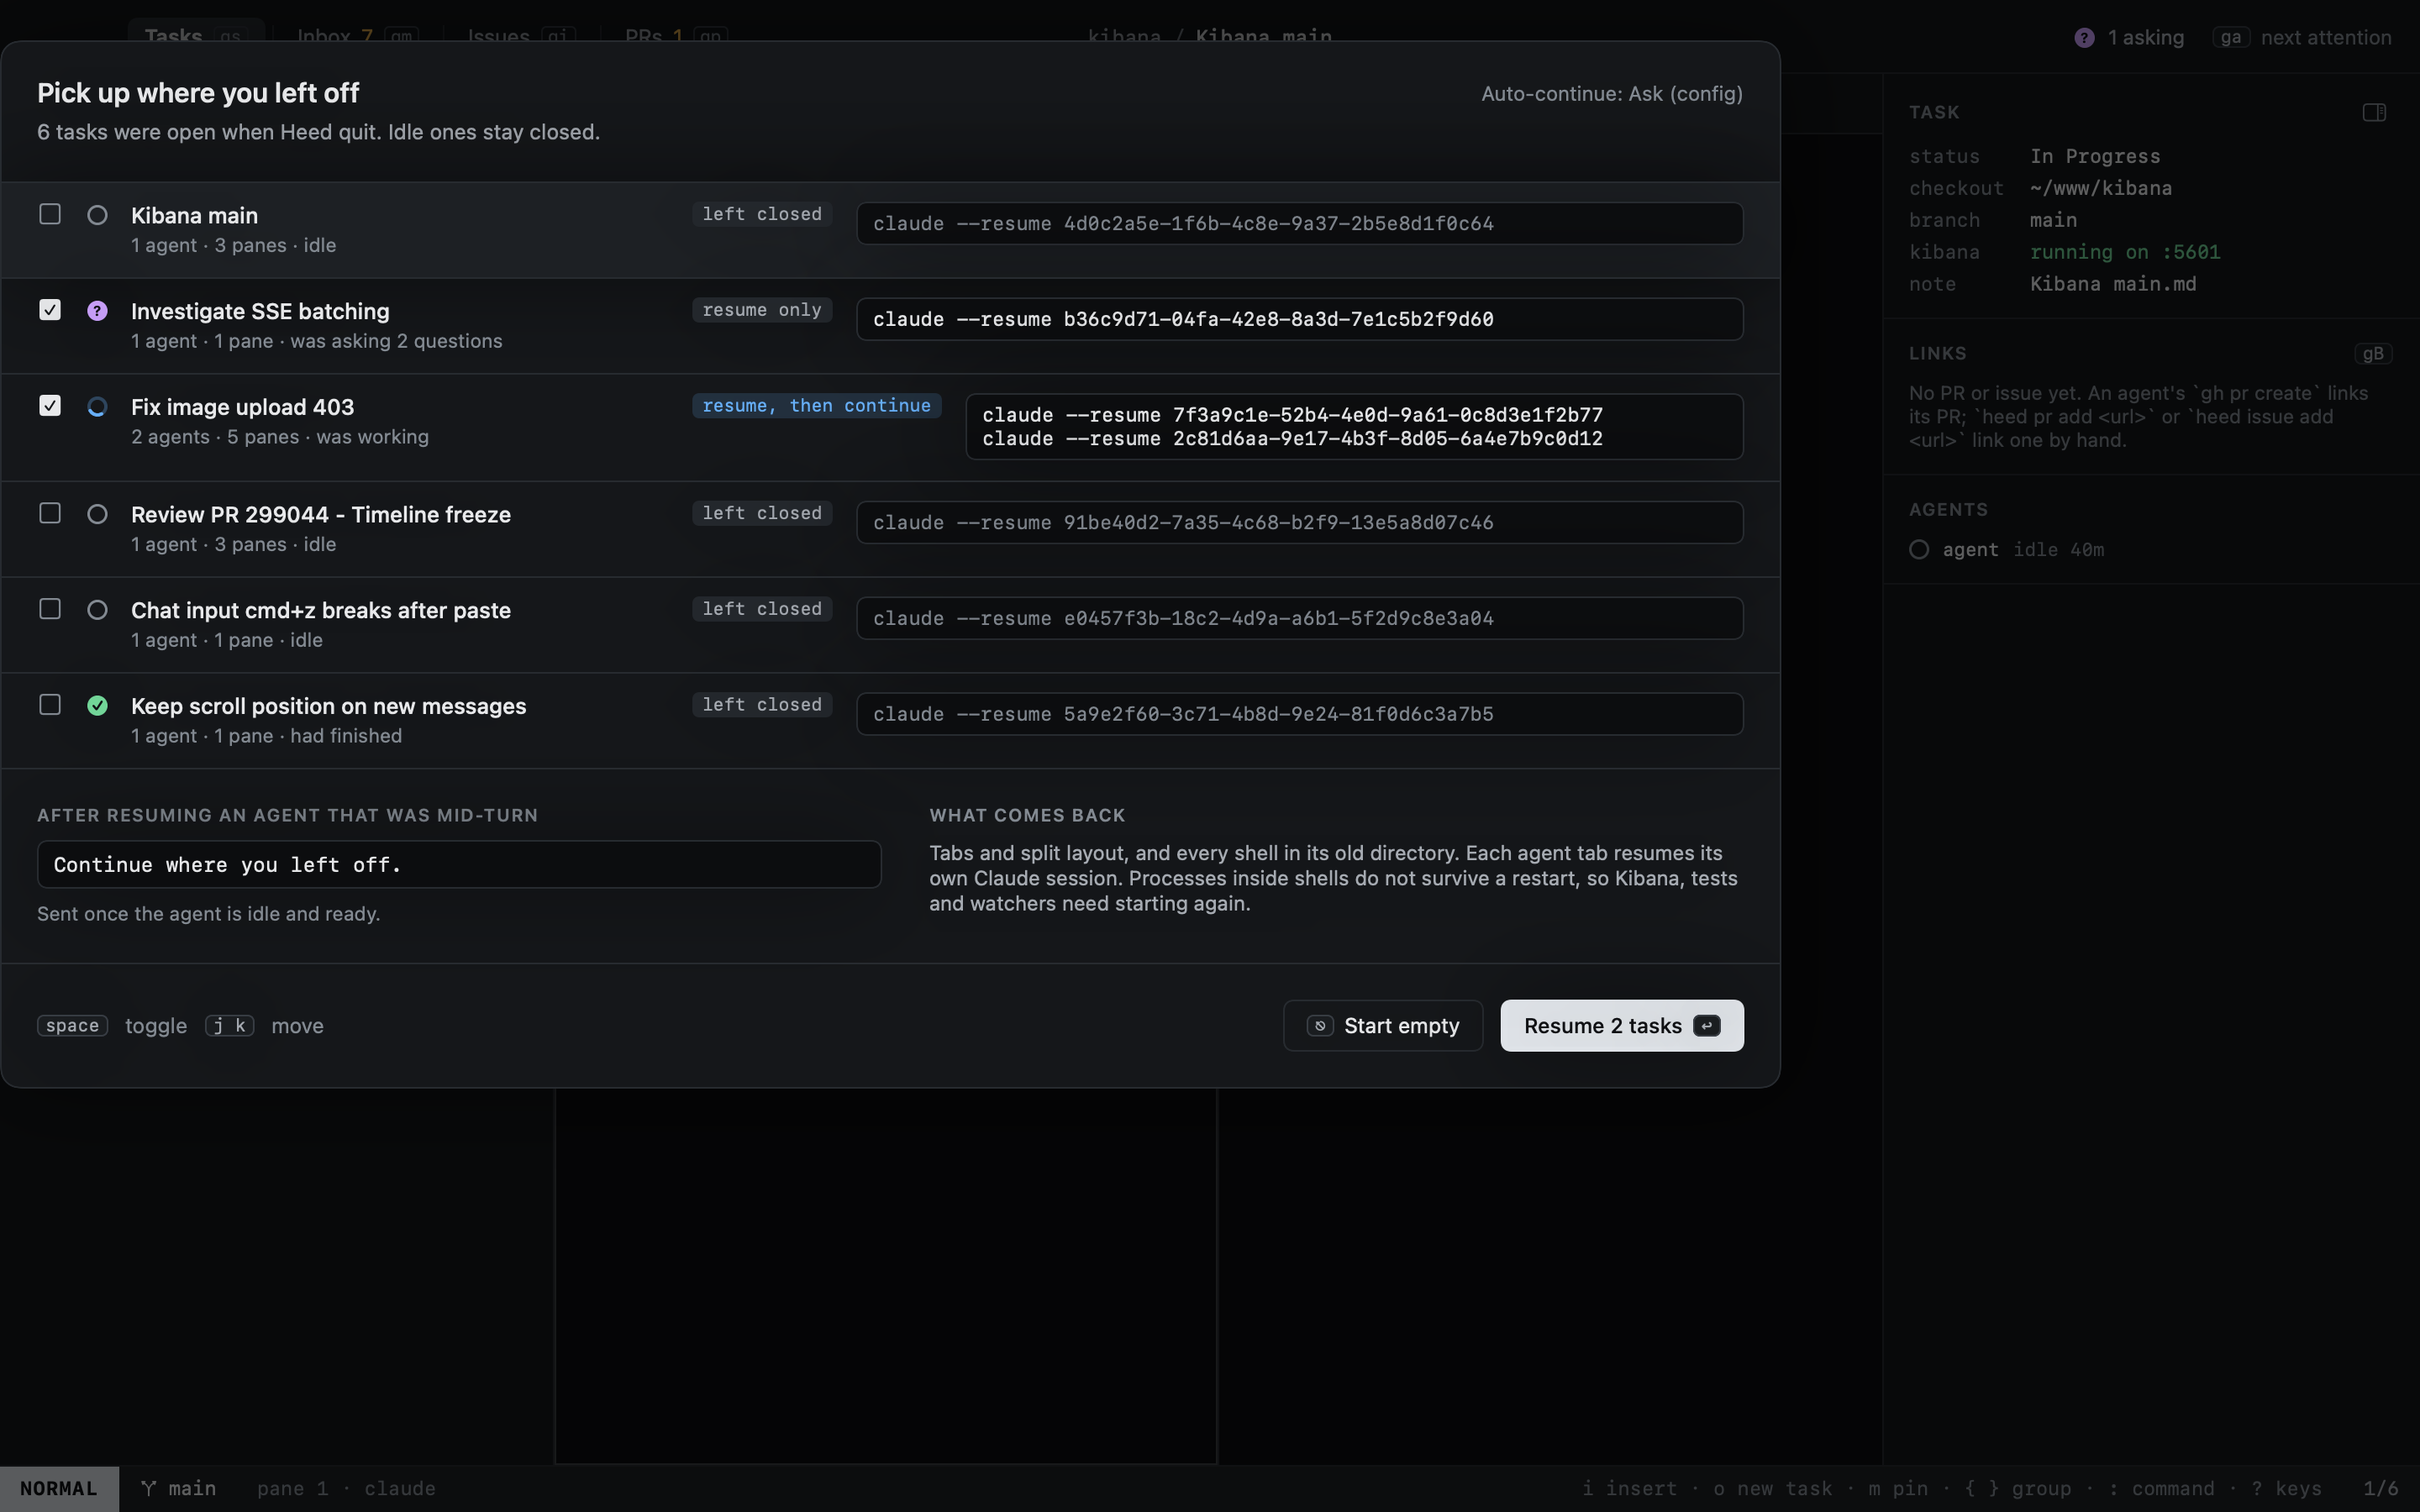 Tasks gs Inbox 7 gm Issues gi PRs 1 gp kibana / Kibana main ? 1 asking ga next attention
Pick up where you left off
Auto-continue: Ask (config)
6 tasks were open when Heed quit. Idle ones stay closed.
Kibana main
1 agent · 3 panes · idle
left closed
claude --resume 4d0c2a5e-1f6b-4c8e-9a37-2b5e8d1f0c64
?
Investigate SSE batching
1 agent · 1 pane · was asking 2 questions
resume only
claude --resume b36c9d71-04fa-42e8-8a3d-7e1c5b2f9d60
Fix image upload 403
2 agents · 5 panes · was working
resume, then continue
claude --resume 7f3a9c1e-52b4-4e0d-9a61-0c8d3e1f2b77
claude --resume 2c81d6aa-9e17-4b3f-8d05-6a4e7b9c0d12
Review PR 299044 - Timeline freeze
1 agent · 3 panes · idle
left closed
claude --resume 91be40d2-7a35-4c68-b2f9-13e5a8d07c46
Chat input cmd+z breaks after paste
1 agent · 1 pane · idle
left closed
claude --resume e0457f3b-18c2-4d9a-a6b1-5f2d9c8e3a04
Keep scroll position on new messages
1 agent · 1 pane · had finished
left closed
claude --resume 5a9e2f60-3c71-4b8d-9e24-81f0d6c3a7b5
AFTER RESUMING AN AGENT THAT WAS MID-TURN
Continue where you left off.
Sent once the agent is idle and ready.
WHAT COMES BACK
Tabs and split layout, and every shell in its old directory. Each agent tab resumes its
own Claude session. Processes inside shells do not survive a restart, so Kibana, tests
and watchers need starting again.
space toggle j k move
Start empty
Resume 2 tasks
TASK
status In Progress
checkout ~/www/kibana
branch main
kibana running on :5601
note Kibana main.md
LINKS gB
No PR or issue yet. An agent's `gh pr create` links
its PR; `heed pr add <url>` or `heed issue add
<url>` link one by hand.
AGENTS
agent idle 40m
NORMAL main pane 1 · claude
i insert · o new task · m pin · { } group · : command · ? keys 1/6